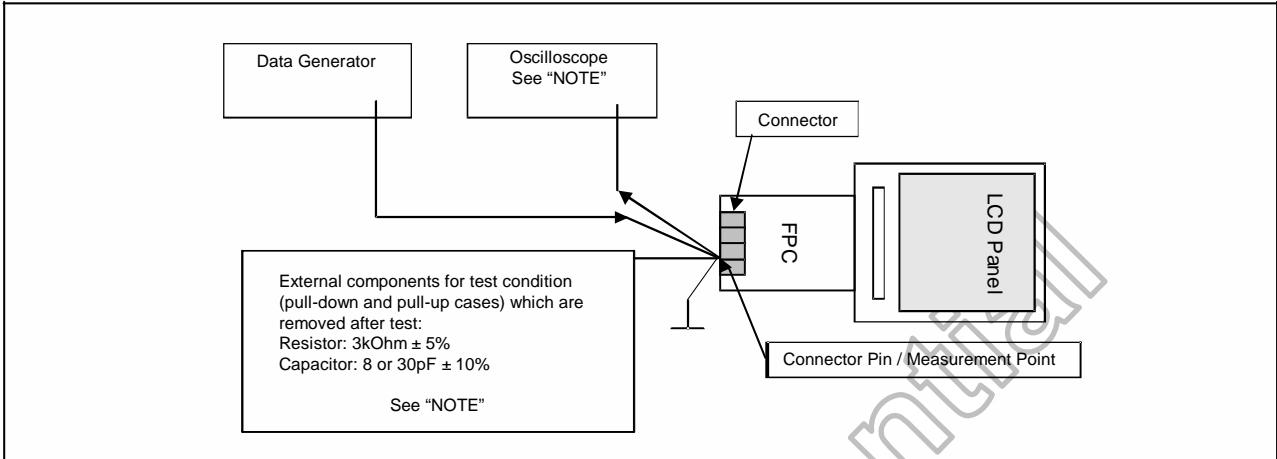 Data Generator
Oscilloscope
See “NOTE”
Connector
FPC
LCD Panel
External components for test condition
(pull-down and pull-up cases) which are
removed after test:
Resistor: 3kOhm ± 5%
Capacitor: 8 or 30pF ± 10%
See “NOTE”
Connector Pin / Measurement Point
ntial